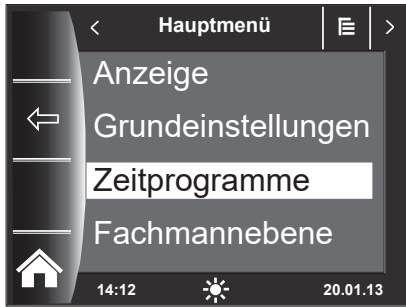 Hauptmenü
Anzeige
Grundeinstellungen
Zeitprogramme
Fachmannebene
14:12 20.01.13